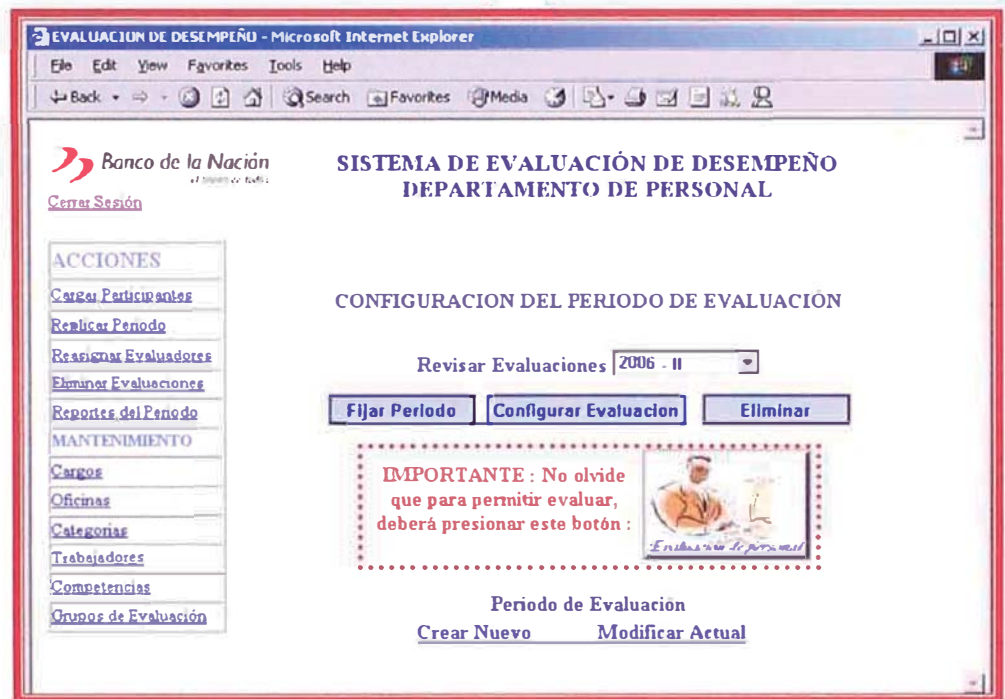 EVALUACION DE DESEMPEÑO - Microsoft Internet Explorer
File Edit View Favorites Tools Help
Back Search Favorites Media
Banco de la Nación
Cerrar Sesión
SISTEMA DE EVALUACIÓN DE DESEMPEÑO
DEPARTAMENTO DE PERSONAL
ACCIONES
Cargar Participantes
Replicar Periodo
Reasignar Evaluadores
Eliminar Evaluaciones
Reportes del Periodo
MANTENIMIENTO
Cargos
Oficinas
Categorias
Trabajadores
Competencias
Grupos de Evaluación
CONFIGURACION DEL PERIODO DE EVALUACIÓN
Revisar Evaluaciones 2006 - II
Fijar Periodo Configurar Evaluacion Eliminar
IMPORTANTE : No olvide
que para permitir evaluar,
deberá presionar este botón :
Evaluacion de personal
Periodo de Evaluación
Crear Nuevo Modificar Actual